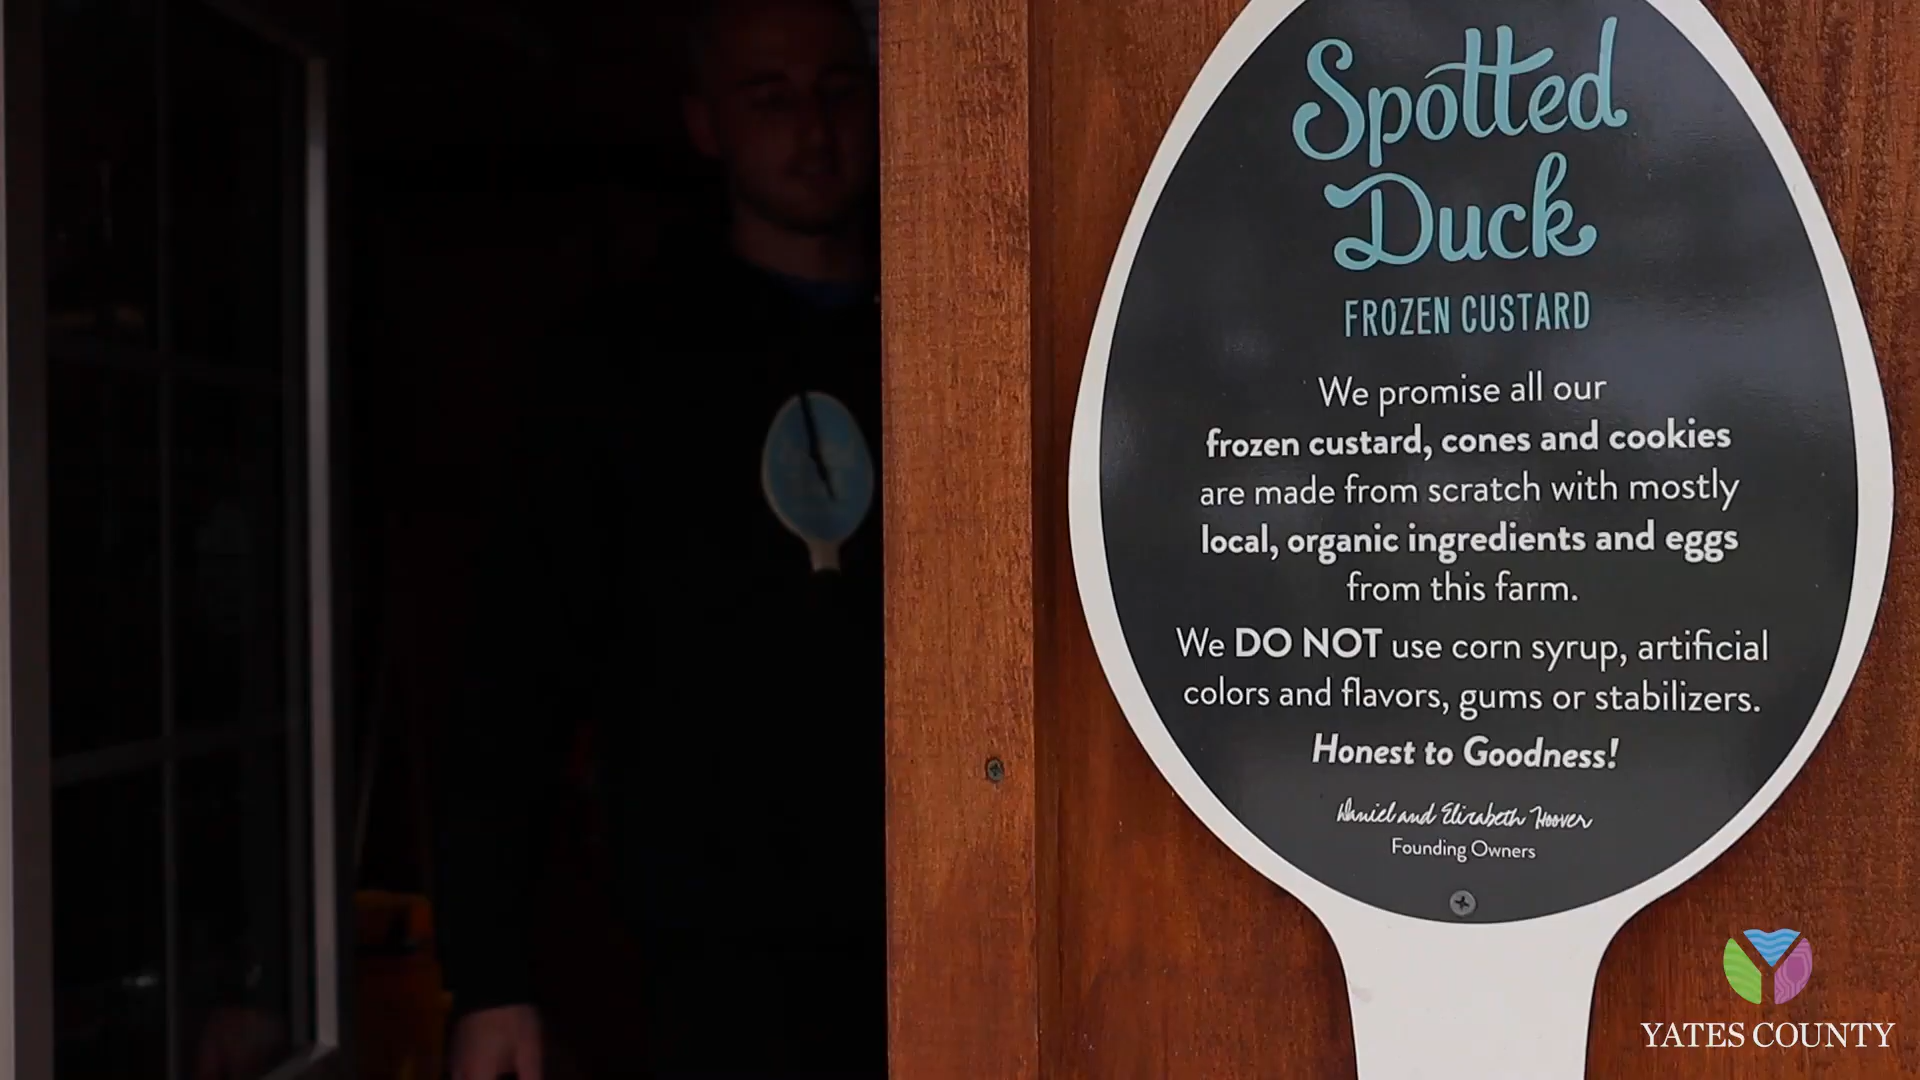 Spotted
Duck
FROZEN CUSTARD
We promise all our
frozen custard, cones and cookies
are made from scratch with mostly
local, organic ingredients and eggs
from this farm.
We DO NOT use corn syrup, artificial
colors and flavors, gums or stabilizers.
Honest to Goodness!
Daniel and Elizabeth Hoover
Founding Owners
YATES COUNTY